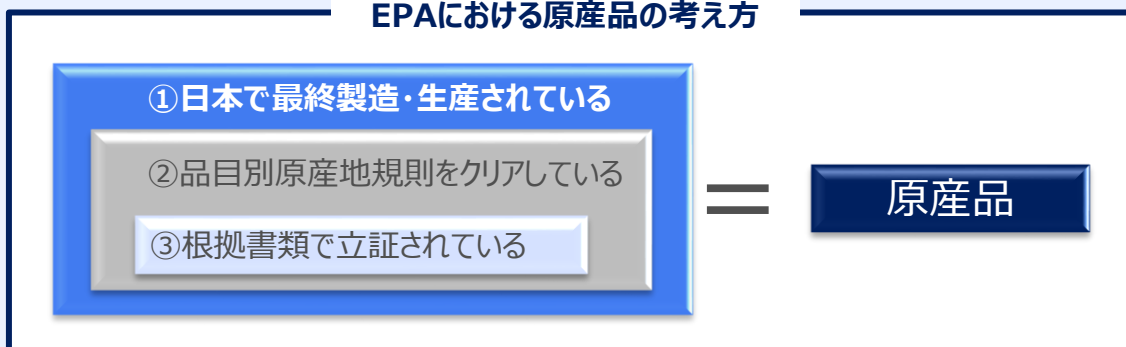 EPAにおける原産品の考え方
①日本で最終製造・生産されている
②品目別原産地規則をクリアしている
③根拠書類で立証されている
=
原産品